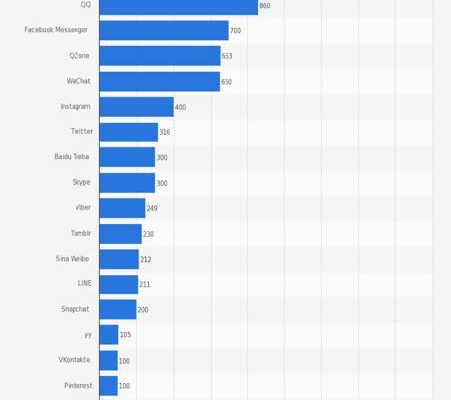 QQ 860
Facebook Messenger 700
QZone 653
WeChat 650
Instagram 400
Twitter 316
Baidu Tieba 300
Skype 300
Viber 249
Tumblr 230
Sina Weibo 212
LINE 211
Snapchat 200
yy 105
VKontakte 100
Pinterest 100